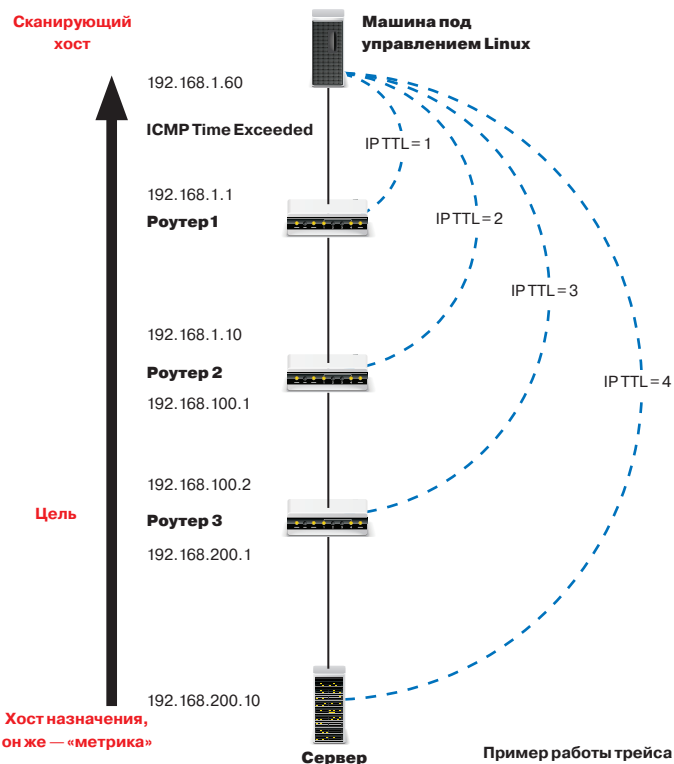 Сканирующий
хост
Машина под
управлением Linux
192.168.1.60
ICMP Time Exceeded
IP TTL = 1
192.168.1.1
Роутер 1
IP TTL = 2
IP TTL = 3
192.168.1.10
Роутер 2
IP TTL = 4
192.168.100.1
192.168.100.2
Цель
Роутер 3
192.168.200.1
192.168.200.10
Хост назначения,
он же — «метрика»
Сервер
Пример работы трейса